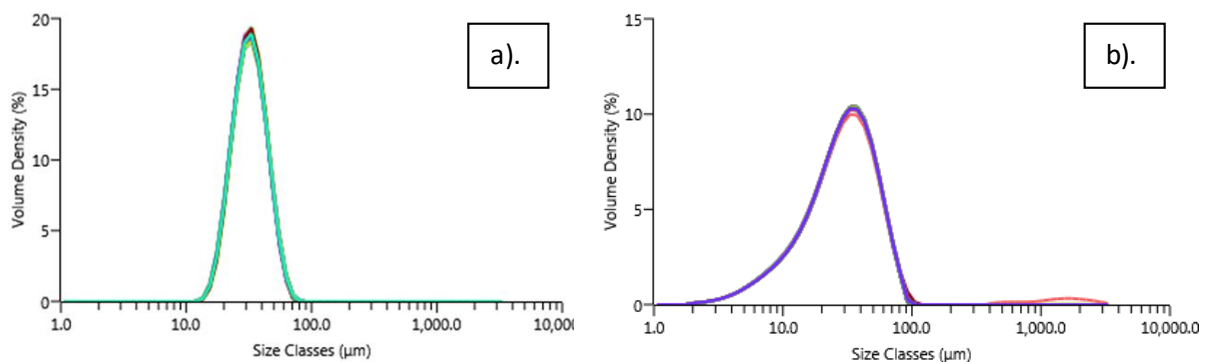 a).
20
15
10
5
0
Volume Density (%)
1.0 10.0 100.0 1,000.0 10,000
Size Classes (µm)
b).
15
10
5
0
Volume Density (%)
1.0 10.0 100.0 1,000.0 10,000.0
Size Classes (µm)